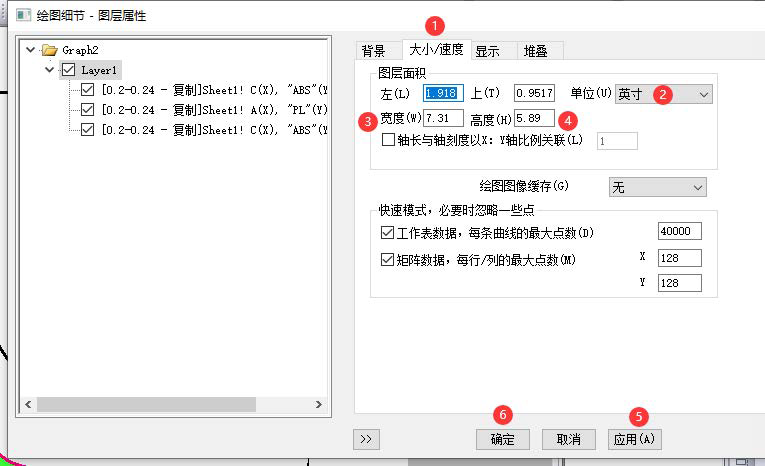 绘图细节 - 图层属性
Graph2
Layer1
[0.2-0.24 - 复制]Sheet1! C(X), "ABS"(Y
[0.2-0.24 - 复制]Sheet1! A(X), "PL"(Y)
[0.2-0.24 - 复制]Sheet1! C(X), "ABS"(Y
1
背景 大小/速度 显示 堆叠
图层面积
左(L) 1.918 上(T) 0.9517 单位(U) 英寸 2
3 宽度(W) 7.31 高度(H) 5.89 4
轴长与轴刻度以X: Y轴比例关联(L) 1
绘图图像缓存(G) 无
快速模式，必要时忽略一些点
工作表数据，每条曲线的最大点数(D) 40000
矩阵数据，每行/列的最大点数(M) X 128
Y 128
6 5
>> 确定 取消 应用(A)